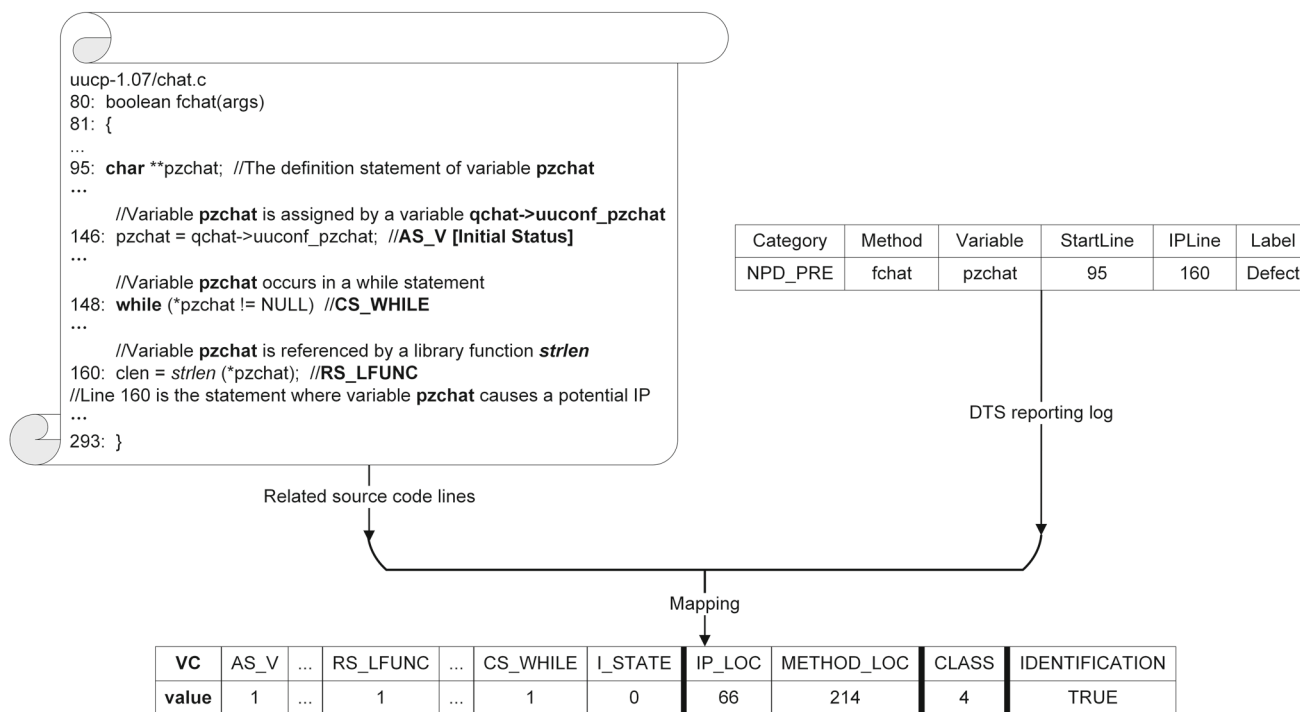 uucp-1.07/chat.c
80: boolean fchat(args)
81: {
...
95: char **pzchat; //The definition statement of variable pzchat
...
//Variable pzchat is assigned by a variable qchat->uuconf_pzchat
146: pzchat = qchat->uuconf_pzchat; //AS_V [Initial Status]
...
//Variable pzchat occurs in a while statement
148: while (*pzchat != NULL) //CS_WHILE
...
//Variable pzchat is referenced by a library function strlen
160: clen = strlen (*pzchat); //RS_LFUNC
//Line 160 is the statement where variable pzchat causes a potential IP
...
293: }
Category Method Variable StartLine IPLine Label
NPD_PRE fchat pzchat 95 160 Defect
DTS reporting log
Related source code lines
Mapping
VC AS_V ... RS_LFUNC ... CS_WHILE I_STATE IP_LOC METHOD_LOC CLASS IDENTIFICATION
value 1 ... 1 ... 1 0 66 214 4 TRUE